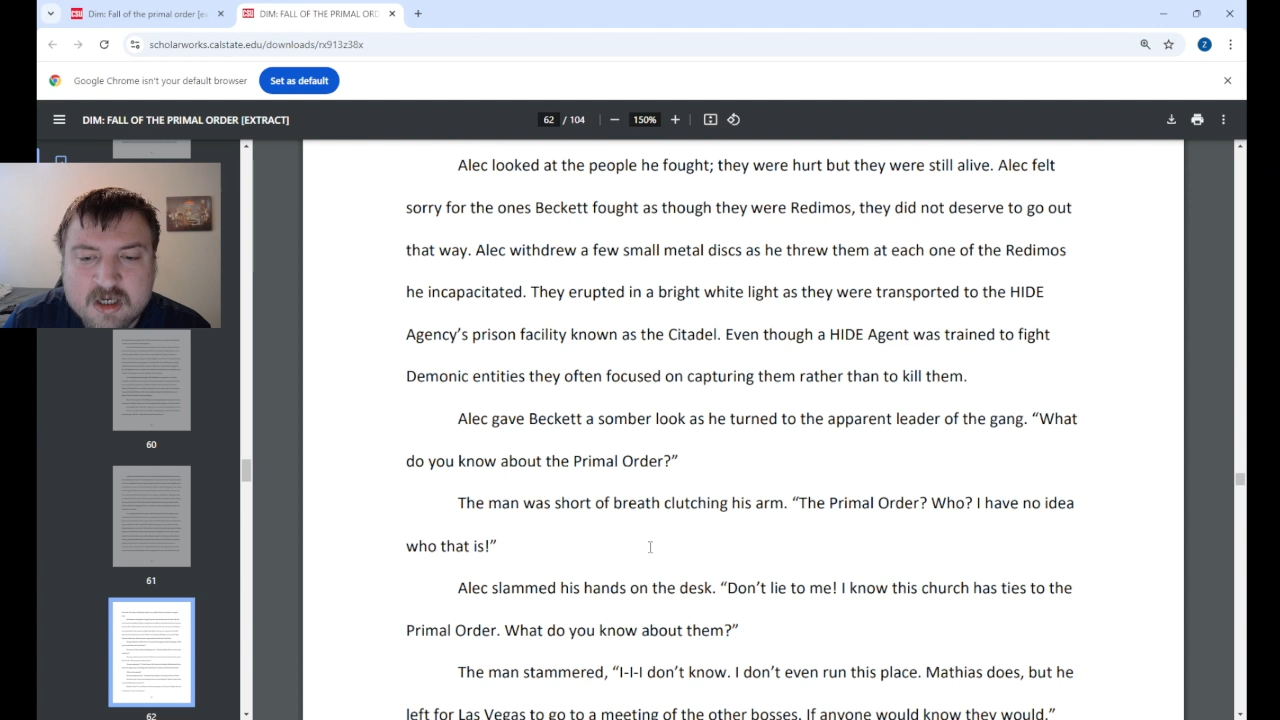 DIM: Fall of the primal order [ex
DIM: FALL OF THE PRIMAL ORD
scholarworks.calstate.edu/downloads/rx913z38x
Z
Google Chrome isn't your default browser
Set as default
DIM: FALL OF THE PRIMAL ORDER [EXTRACT]
62 / 104
150%
Alec looked at the people he fought; they were hurt but they were still alive. Alec felt
sorry for the ones Beckett fought as though they were Redimos, they did not deserve to go out
that way. Alec withdrew a few small metal discs as he threw them at each one of the Redimos
he incapacitated. They erupted in a bright white light as they were transported to the HIDE
Agency’s prison facility known as the Citadel. Even though a HIDE Agent was trained to fight
Demonic entities they often focused on capturing them rather than to kill them.
Alec gave Beckett a somber look as he turned to the apparent leader of the gang. “What
do you know about the Primal Order?”
The man was short of breath clutching his arm. “The Primal Order? Who? I have no idea
who that is!”
Alec slammed his hands on the desk. “Don’t lie to me! I know this church has ties to the
Primal Order. What do you know about them?”
The man stammered, “I-I-I don’t know. I don’t even run this place. Mathias does, but he
left for Las Vegas to go to a meeting of the other bosses. If anyone would know they would.”
60
61
62